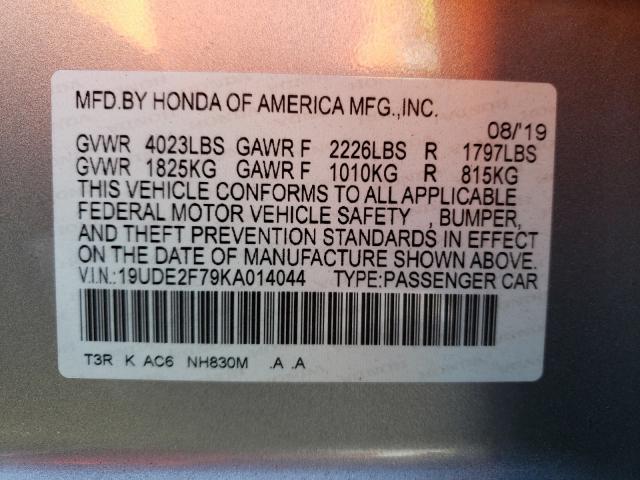 MFD.BY HONDA OF AMERICA MFG.,INC.
08/'19
GVWR 4023LBS GAWR F 2226LBS R 1797LBS
GVWR 1825KG GAWR F 1010KG R 815KG
THIS VEHICLE CONFORMS TO ALL APPLICABLE
FEDERAL MOTOR VEHICLE SAFETY , BUMPER,
AND THEFT PREVENTION STANDARDS IN EFFECT
ON THE DATE OF MANUFACTURE SHOWN ABOVE.
V.I.N.:19UDE2F79KA014044 TYPE:PASSENGER CAR
T3R K AC6 NH830M .A .A